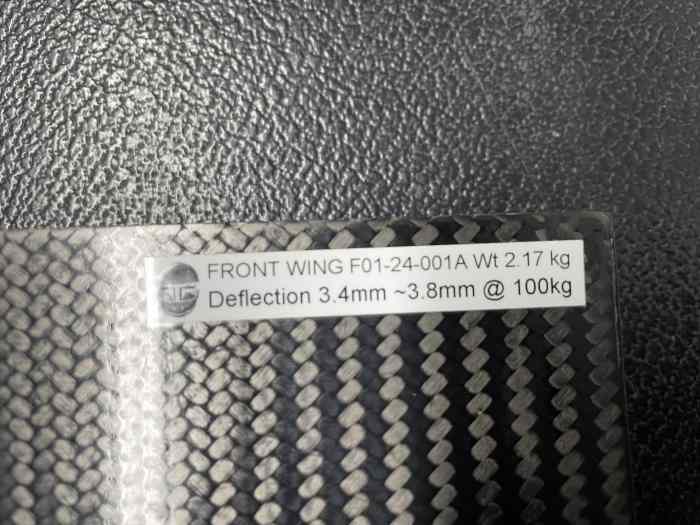 FRONT WING F01-24-001A Wt 2.17 kg
Deflection 3.4mm ~3.8mm @ 100kg